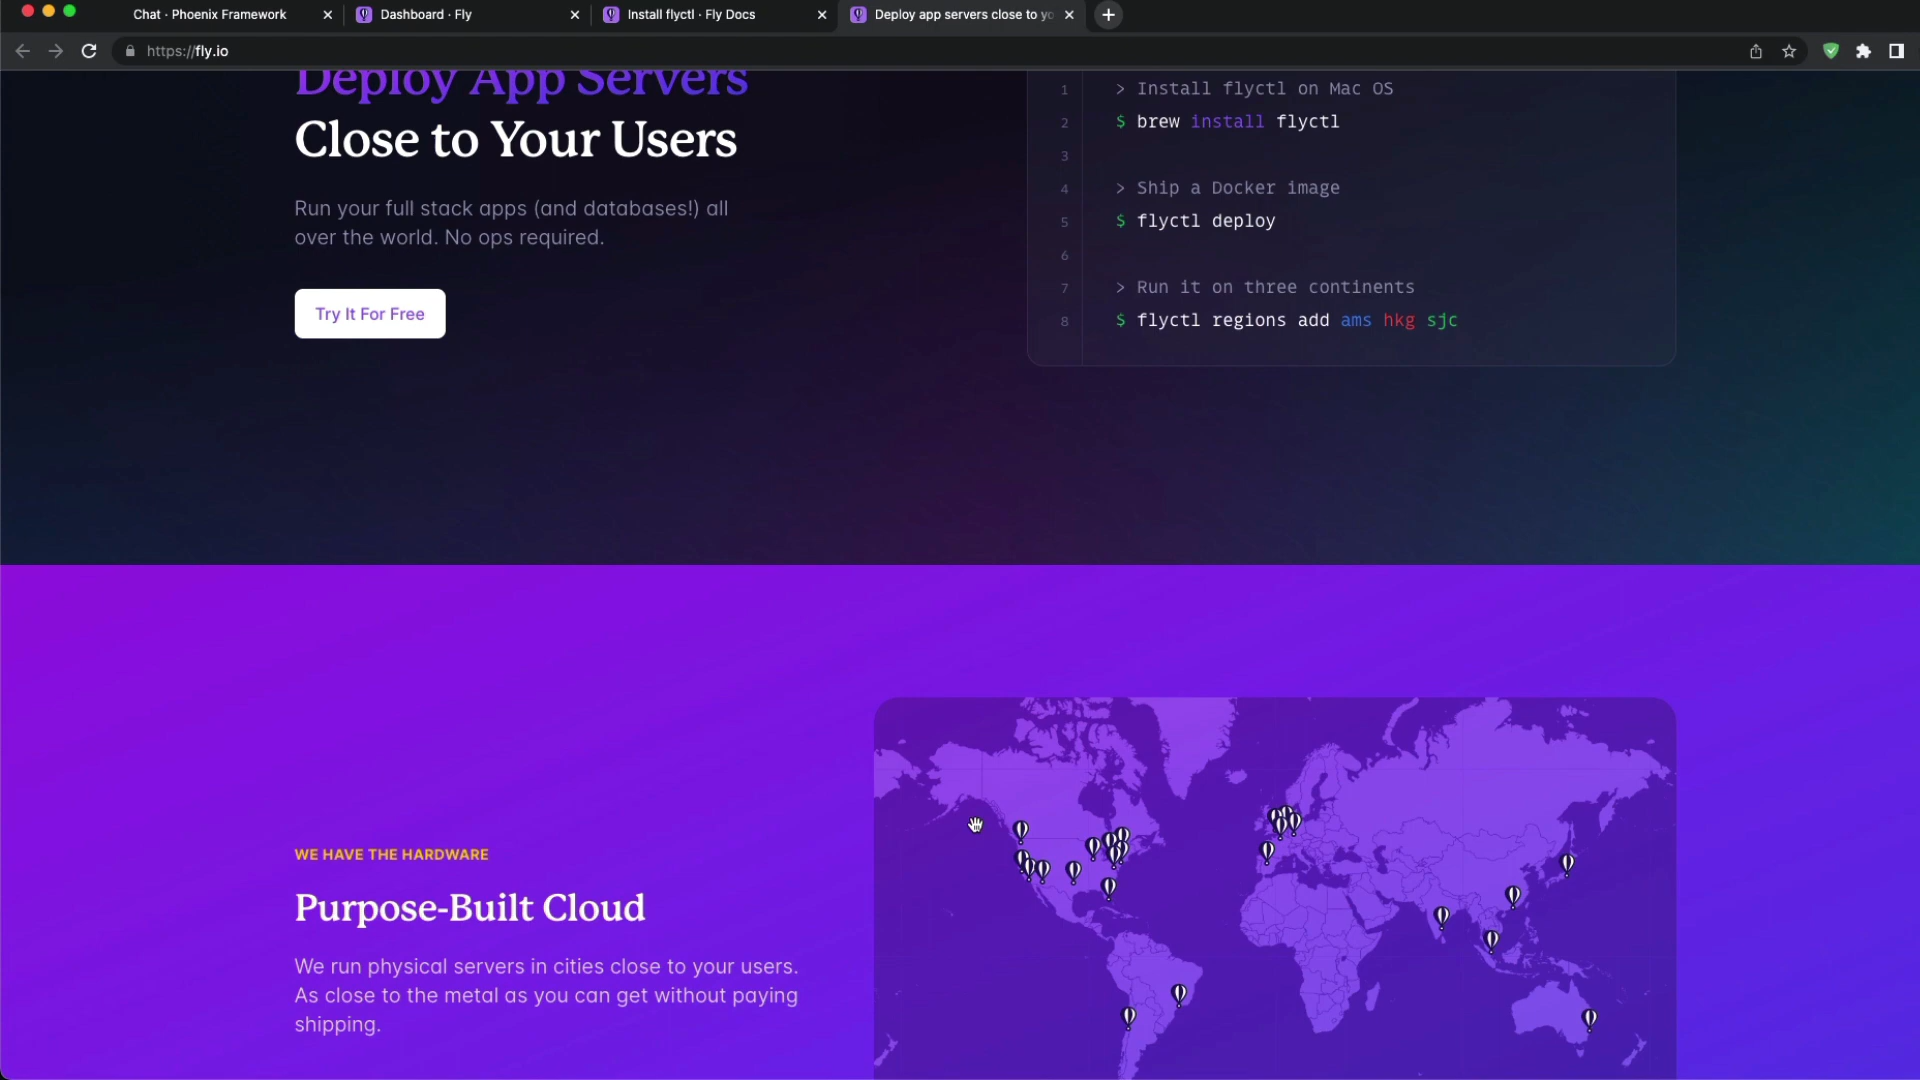 Chat · Phoenix Framework
Dashboard · Fly
Install flyctl · Fly Docs
Deploy app servers close to yo
https://fly.io
Deploy App Servers
Close to Your Users
Run your full stack apps (and databases!) all
over the world. No ops required.
Try It For Free
1 > Install flyctl on Mac OS
2 $ brew install flyctl
3
4 > Ship a Docker image
5 $ flyctl deploy
6
7 > Run it on three continents
8 $ flyctl regions add ams hkg sjc
WE HAVE THE HARDWARE
Purpose-Built Cloud
We run physical servers in cities close to your users.
As close to the metal as you can get without paying
shipping.